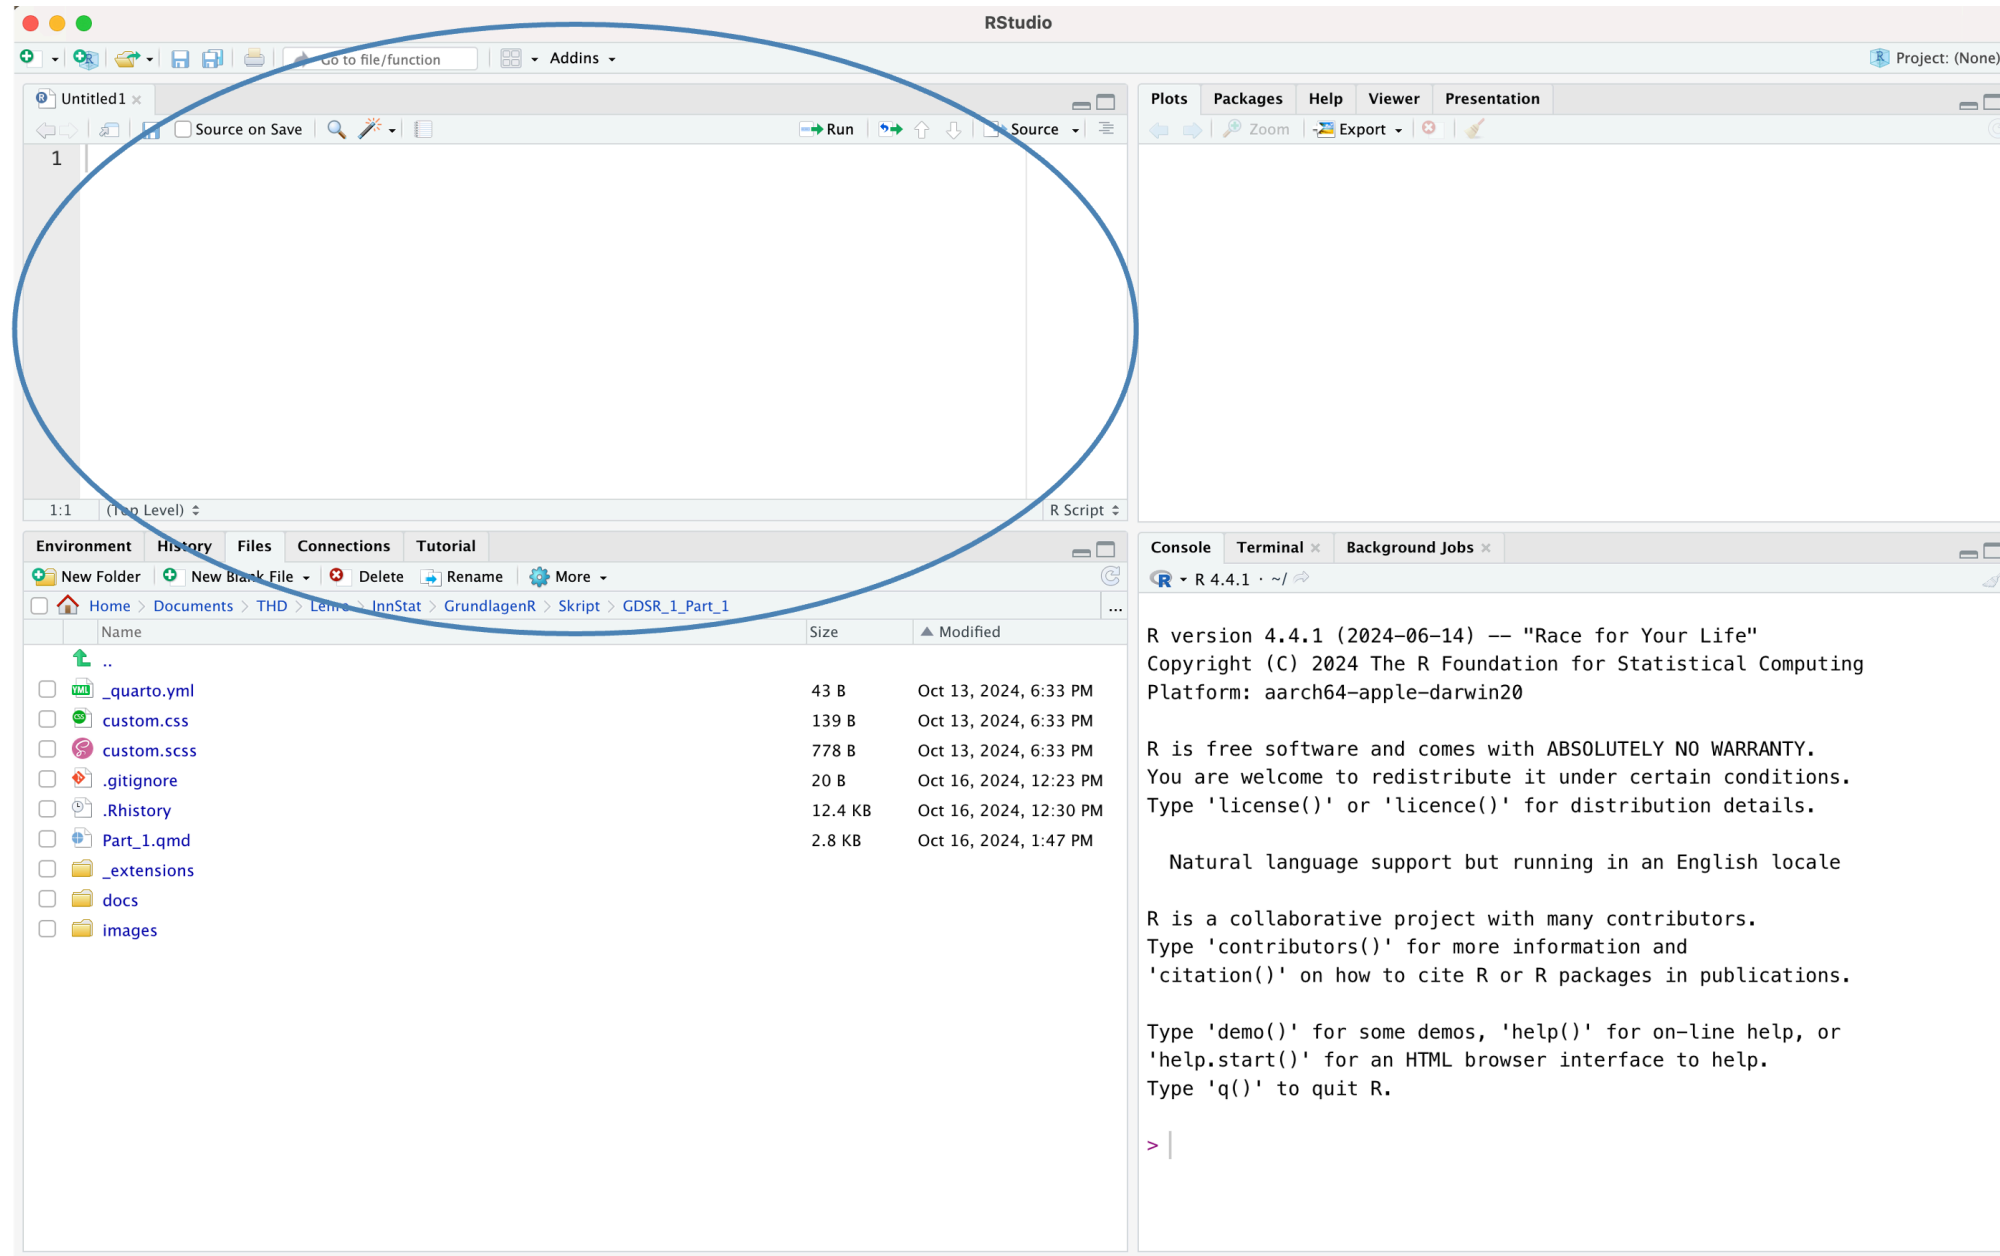 RStudio
Go to file/function Addins Project: (None)
Untitled1
Source on Save Run Source
1
1:1 (Top Level) R Script
Plots Packages Help Viewer Presentation
Zoom Export
Environment History Files Connections Tutorial
New Folder New Blank File Delete Rename More
Home Documents THD Lehre InnStat GrundlagenR Skript GDSR_1_Part_1 ...
Name Size Modified
..
_quarto.yml 43 B Oct 13, 2024, 6:33 PM
custom.css 139 B Oct 13, 2024, 6:33 PM
custom.scss 778 B Oct 13, 2024, 6:33 PM
.gitignore 20 B Oct 16, 2024, 12:23 PM
.Rhistory 12.4 KB Oct 16, 2024, 12:30 PM
Part_1.qmd 2.8 KB Oct 16, 2024, 1:47 PM
_extensions
docs
images
Console Terminal Background Jobs
R 4.4.1 · ~/
R version 4.4.1 (2024-06-14) -- "Race for Your Life"
Copyright (C) 2024 The R Foundation for Statistical Computing
Platform: aarch64-apple-darwin20
R is free software and comes with ABSOLUTELY NO WARRANTY.
You are welcome to redistribute it under certain conditions.
Type 'license()' or 'licence()' for distribution details.
Natural language support but running in an English locale
R is a collaborative project with many contributors.
Type 'contributors()' for more information and
'citation()' on how to cite R or R packages in publications.
Type 'demo()' for some demos, 'help()' for on-line help, or
'help.start()' for an HTML browser interface to help.
Type 'q()' to quit R.
>